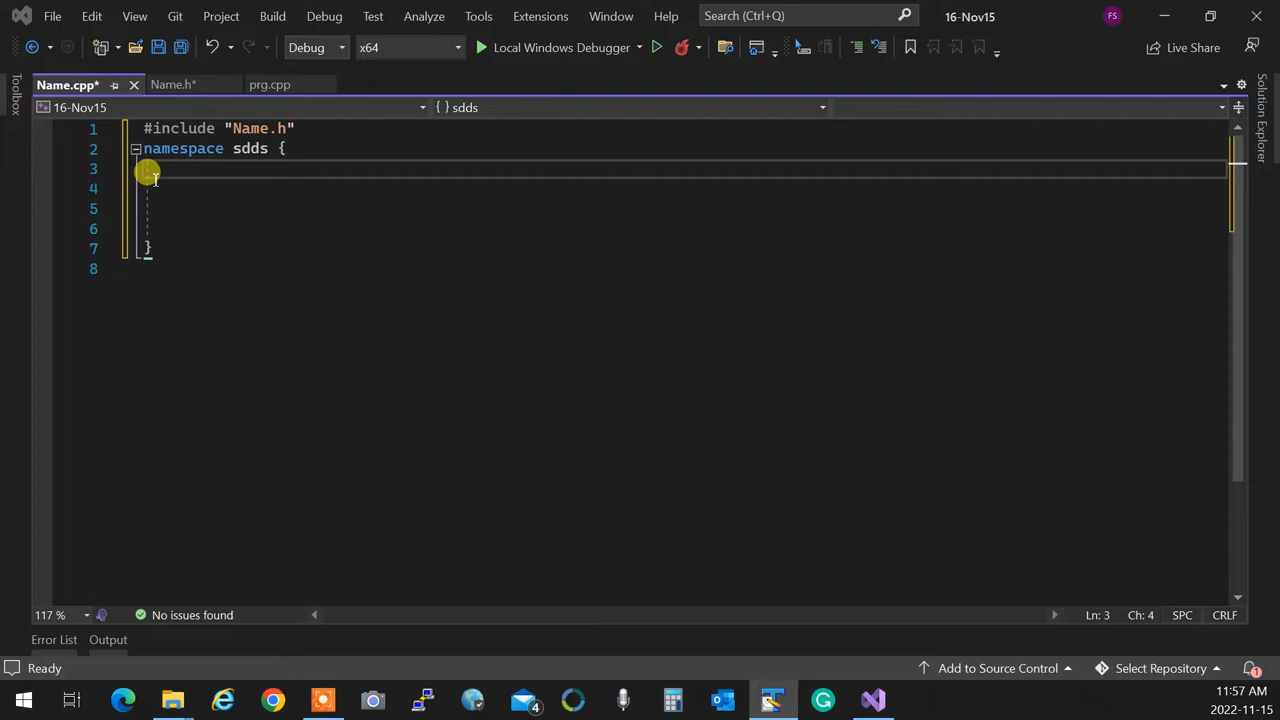 File Edit View Git Project Build Debug Test Analyze Tools Extensions Window Help Search (Ctrl+Q) 16-Nov15 FS
Debug x64 Local Windows Debugger Live Share
Name.cpp* Name.h* prg.cpp
16-Nov15 { } sdds
1 #include "Name.h"
2 namespace sdds {
3
4
5
6
7 }
8
Toolbox
Solution Explorer
117 % No issues found Ln: 3 Ch: 4 SPC CRLF
Error List Output
Ready Add to Source Control Select Repository 1
4
11:57 AM
2022-11-15